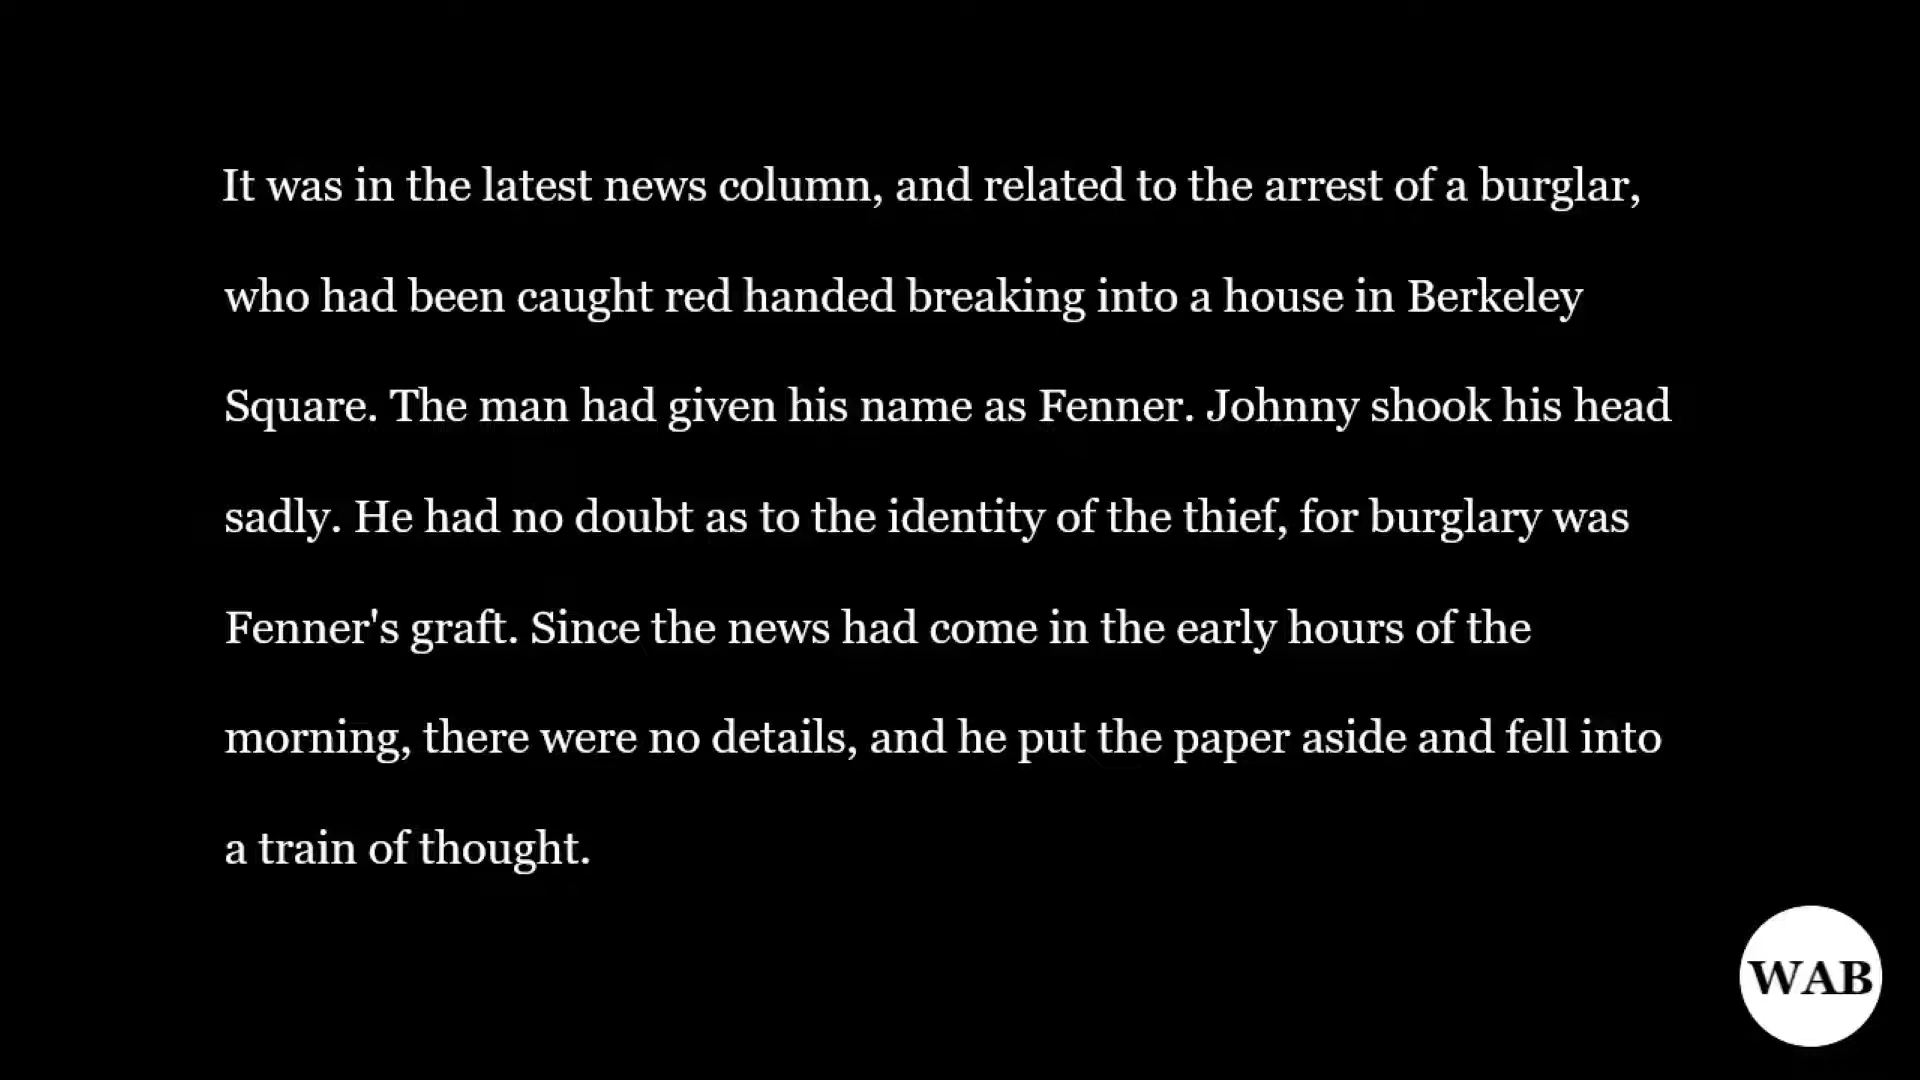 It was in the latest news column, and related to the arrest of a burglar,
who had been caught red handed breaking into a house in Berkeley
Square. The man had given his name as Fenner. Johnny shook his head
sadly. He had no doubt as to the identity of the thief, for burglary was
Fenner's graft. Since the news had come in the early hours of the
morning, there were no details, and he put the paper aside and fell into
a train of thought.
WAB